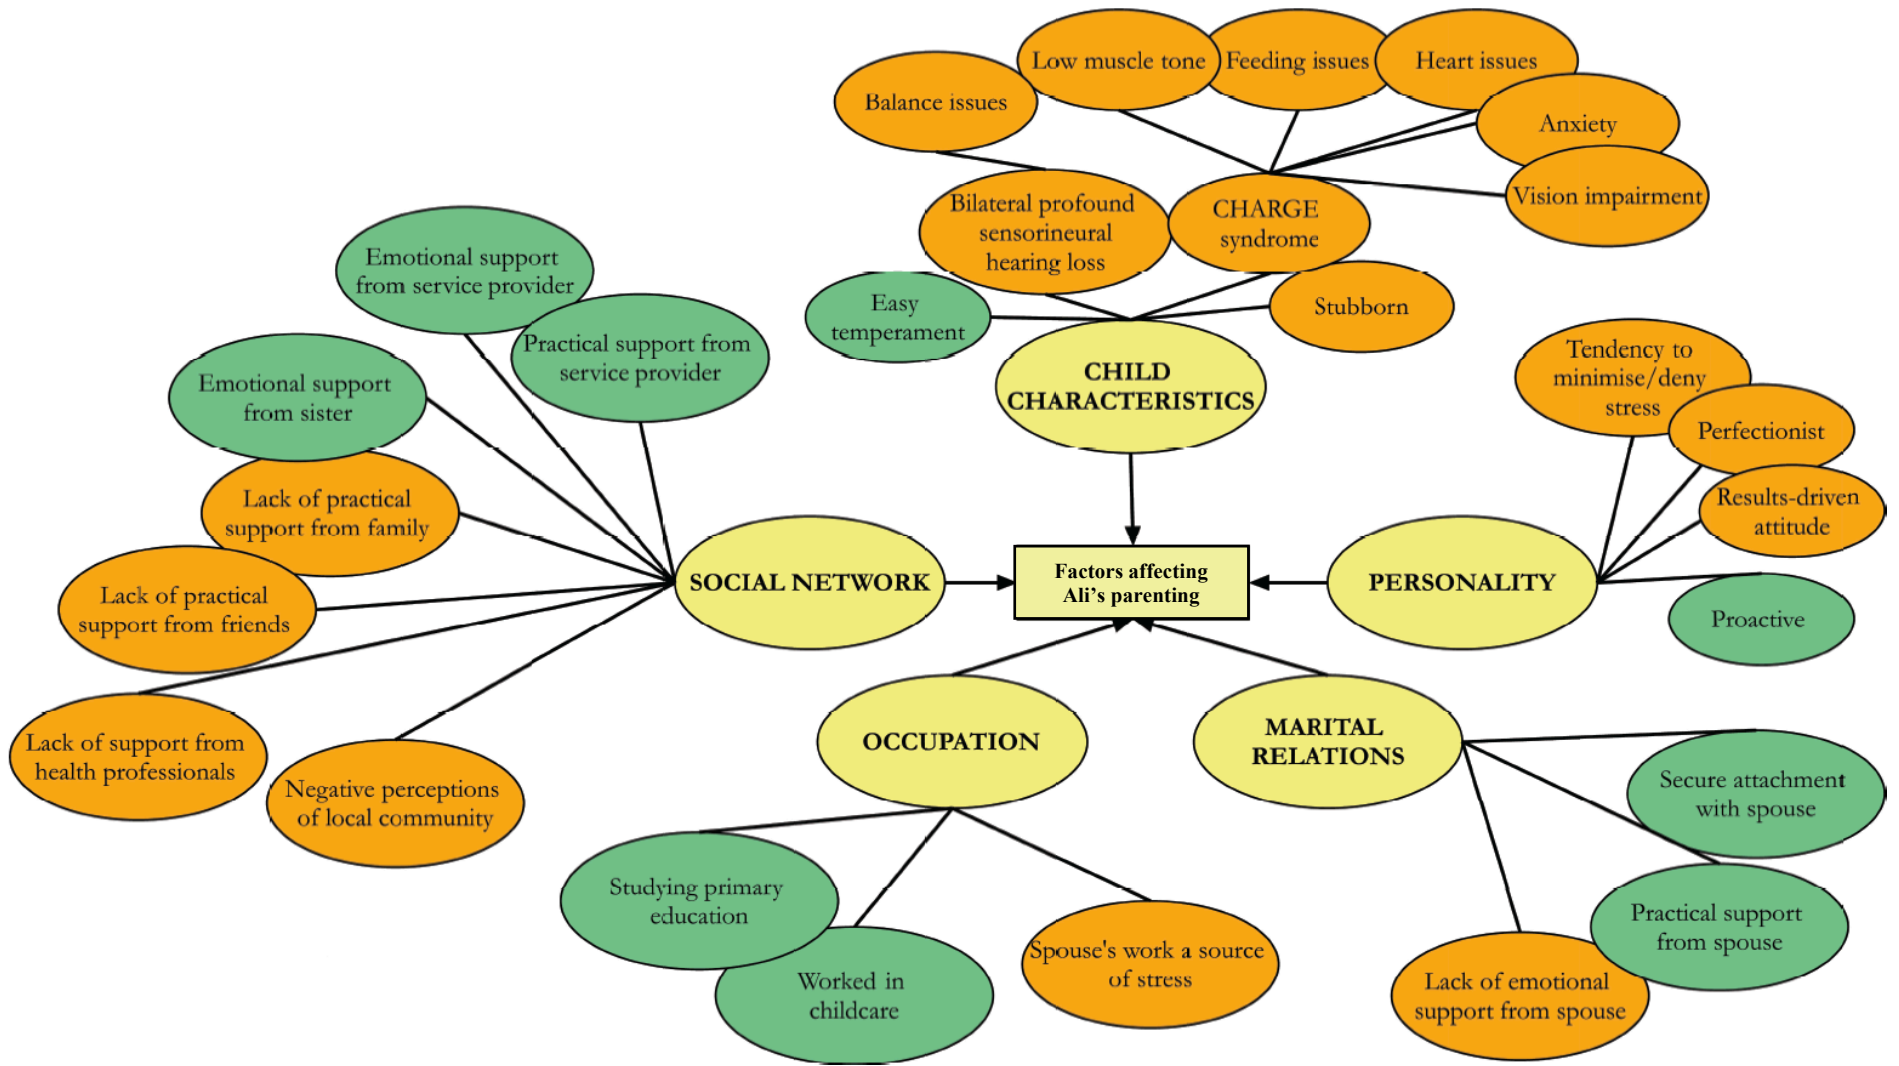 Low muscle tone
Feeding issues
Heart issues
Balance issues
Anxiety
Vision impairment
Bilateral profound
sensorineural
hearing loss
CHARGE
syndrome
Easy
temperament
Stubborn
CHILD
CHARACTERISTICS
Emotional support
from service provider
Practical support from
service provider
Emotional support
from sister
Lack of practical
support from family
Lack of practical
support from friends
Lack of support from
health professionals
Negative perceptions
of local community
SOCIAL NETWORK
Factors affecting
Ali’s parenting
PERSONALITY
Tendency to
minimise/deny
stress
Perfectionist
Results-driven
attitude
Proactive
OCCUPATION
Studying primary
education
Worked in
childcare
Spouse's work a source
of stress
MARITAL
RELATIONS
Secure attachment
with spouse
Practical support
from spouse
Lack of emotional
support from spouse